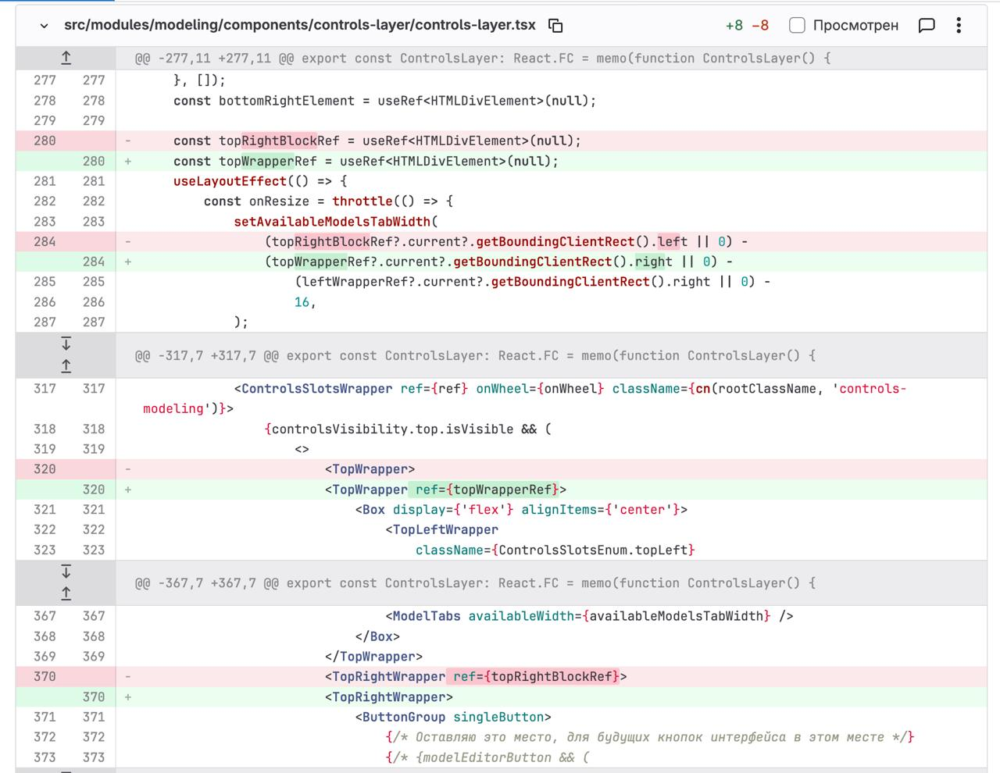 src/modules/modeling/components/controls-layer/controls-layer.tsx +8 −8 Просмотрен
@@ -277,11 +277,11 @@ export const ControlsLayer: React.FC = memo(function ControlsLayer() {
277 277 }, []);
278 278 const bottomRightElement = useRef<HTMLDivElement>(null);
279 279
280 - const topRightBlockRef = useRef<HTMLDivElement>(null);
280 + const topWrapperRef = useRef<HTMLDivElement>(null);
281 281 useLayoutEffect(() => {
282 282 const onResize = throttle(() => {
283 283 setAvailableModelsTabWidth(
284 - (topRightBlockRef?.current?.getBoundingClientRect().left || 0) -
284 + (topWrapperRef?.current?.getBoundingClientRect().right || 0) -
285 285 (leftWrapperRef?.current?.getBoundingClientRect().right || 0) -
286 286 16,
287 287 );
@@ -317,7 +317,7 @@ export const ControlsLayer: React.FC = memo(function ControlsLayer() {
317 317 <ControlsSlotsWrapper ref={ref} onWheel={onWheel} className={cn(rootClassName, 'controls-
modeling')}>
318 318 {controlsVisibility.top.isVisible && (
319 319 <>
320 - <TopWrapper>
320 + <TopWrapper ref={topWrapperRef}>
321 321 <Box display={'flex'} alignItems={'center'}>
322 322 <TopLeftWrapper
323 323 className={ControlsSlotsEnum.topLeft}
@@ -367,7 +367,7 @@ export const ControlsLayer: React.FC = memo(function ControlsLayer() {
367 367 <ModelTabs availableWidth={availableModelsTabWidth} />
368 368 </Box>
369 369 </TopWrapper>
370 - <TopRightWrapper ref={topRightBlockRef}>
370 + <TopRightWrapper>
371 371 <ButtonGroup singleButton>
372 372 {/* Оставляю это место, для будущих кнопок интерфейса в этом месте */}
373 373 {/* {modelEditorButton && (